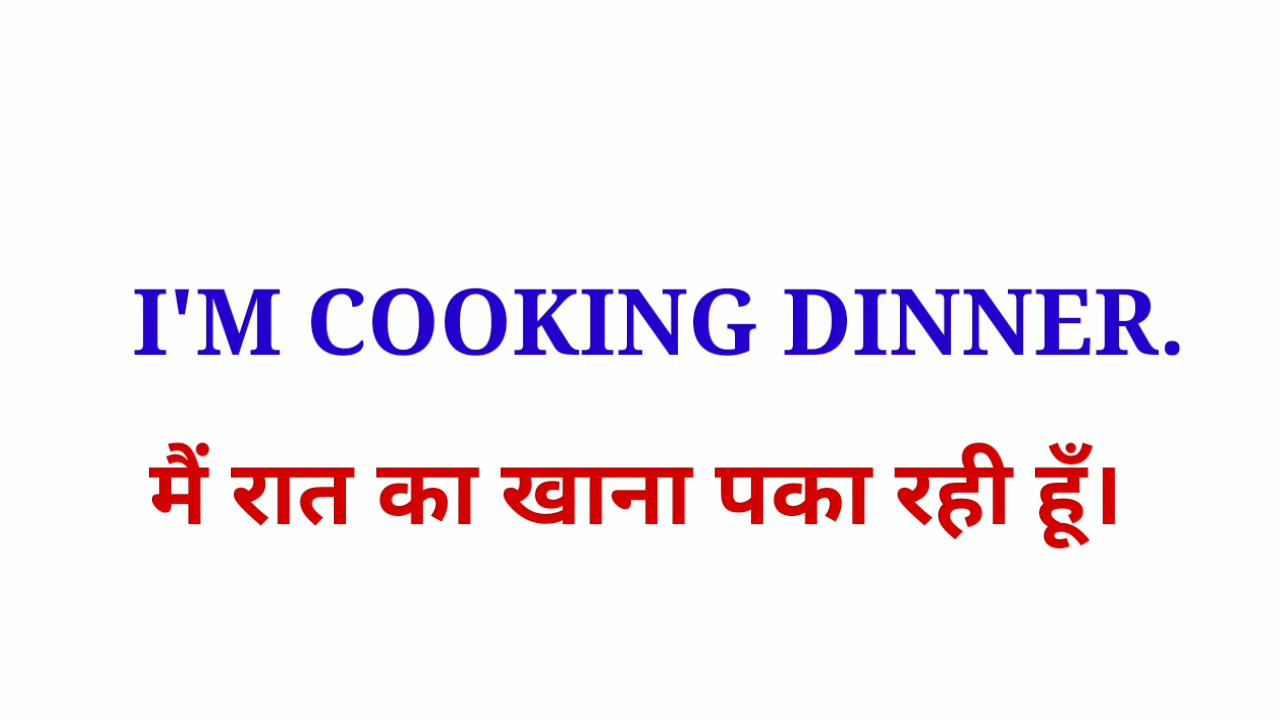 I'M COOKING DINNER.
मैं रात का खाना पका रही हूँ।